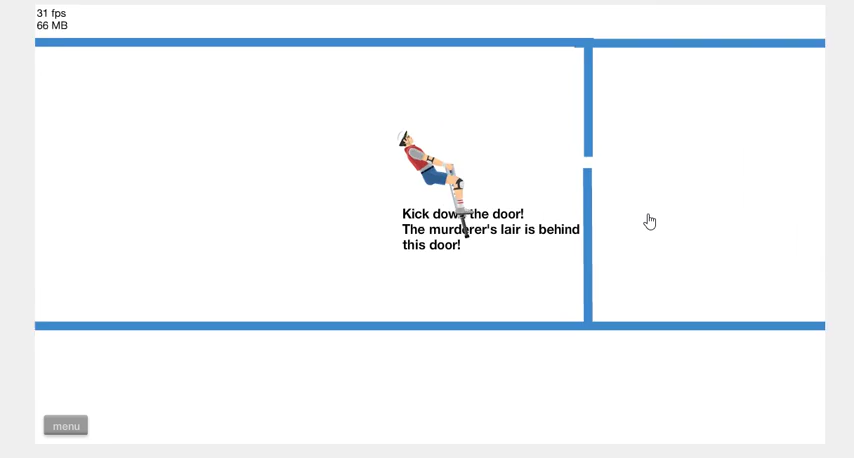 31 fps
66 MB
Kick down the door!
The murderer's lair is behind
this door!
menu